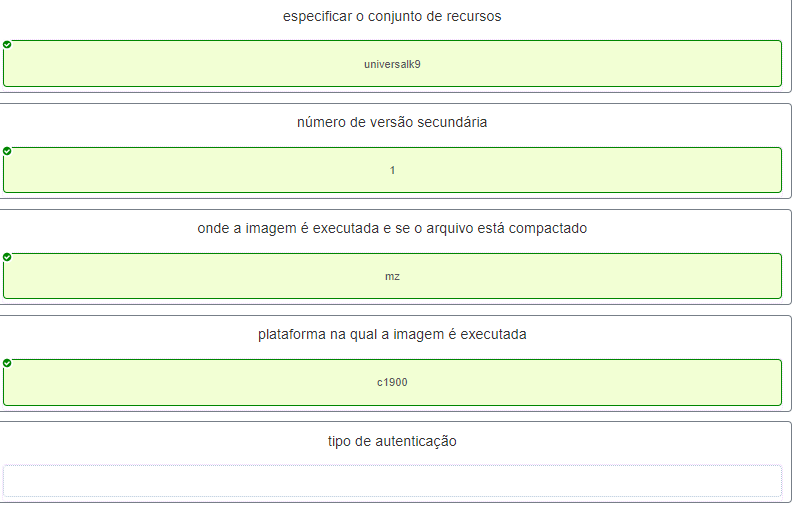 especificar o conjunto de recursos
universalk9
número de versão secundária
1
onde a imagem é executada e se o arquivo está compactado
mz
plataforma na qual a imagem é executada
c1900
tipo de autenticação